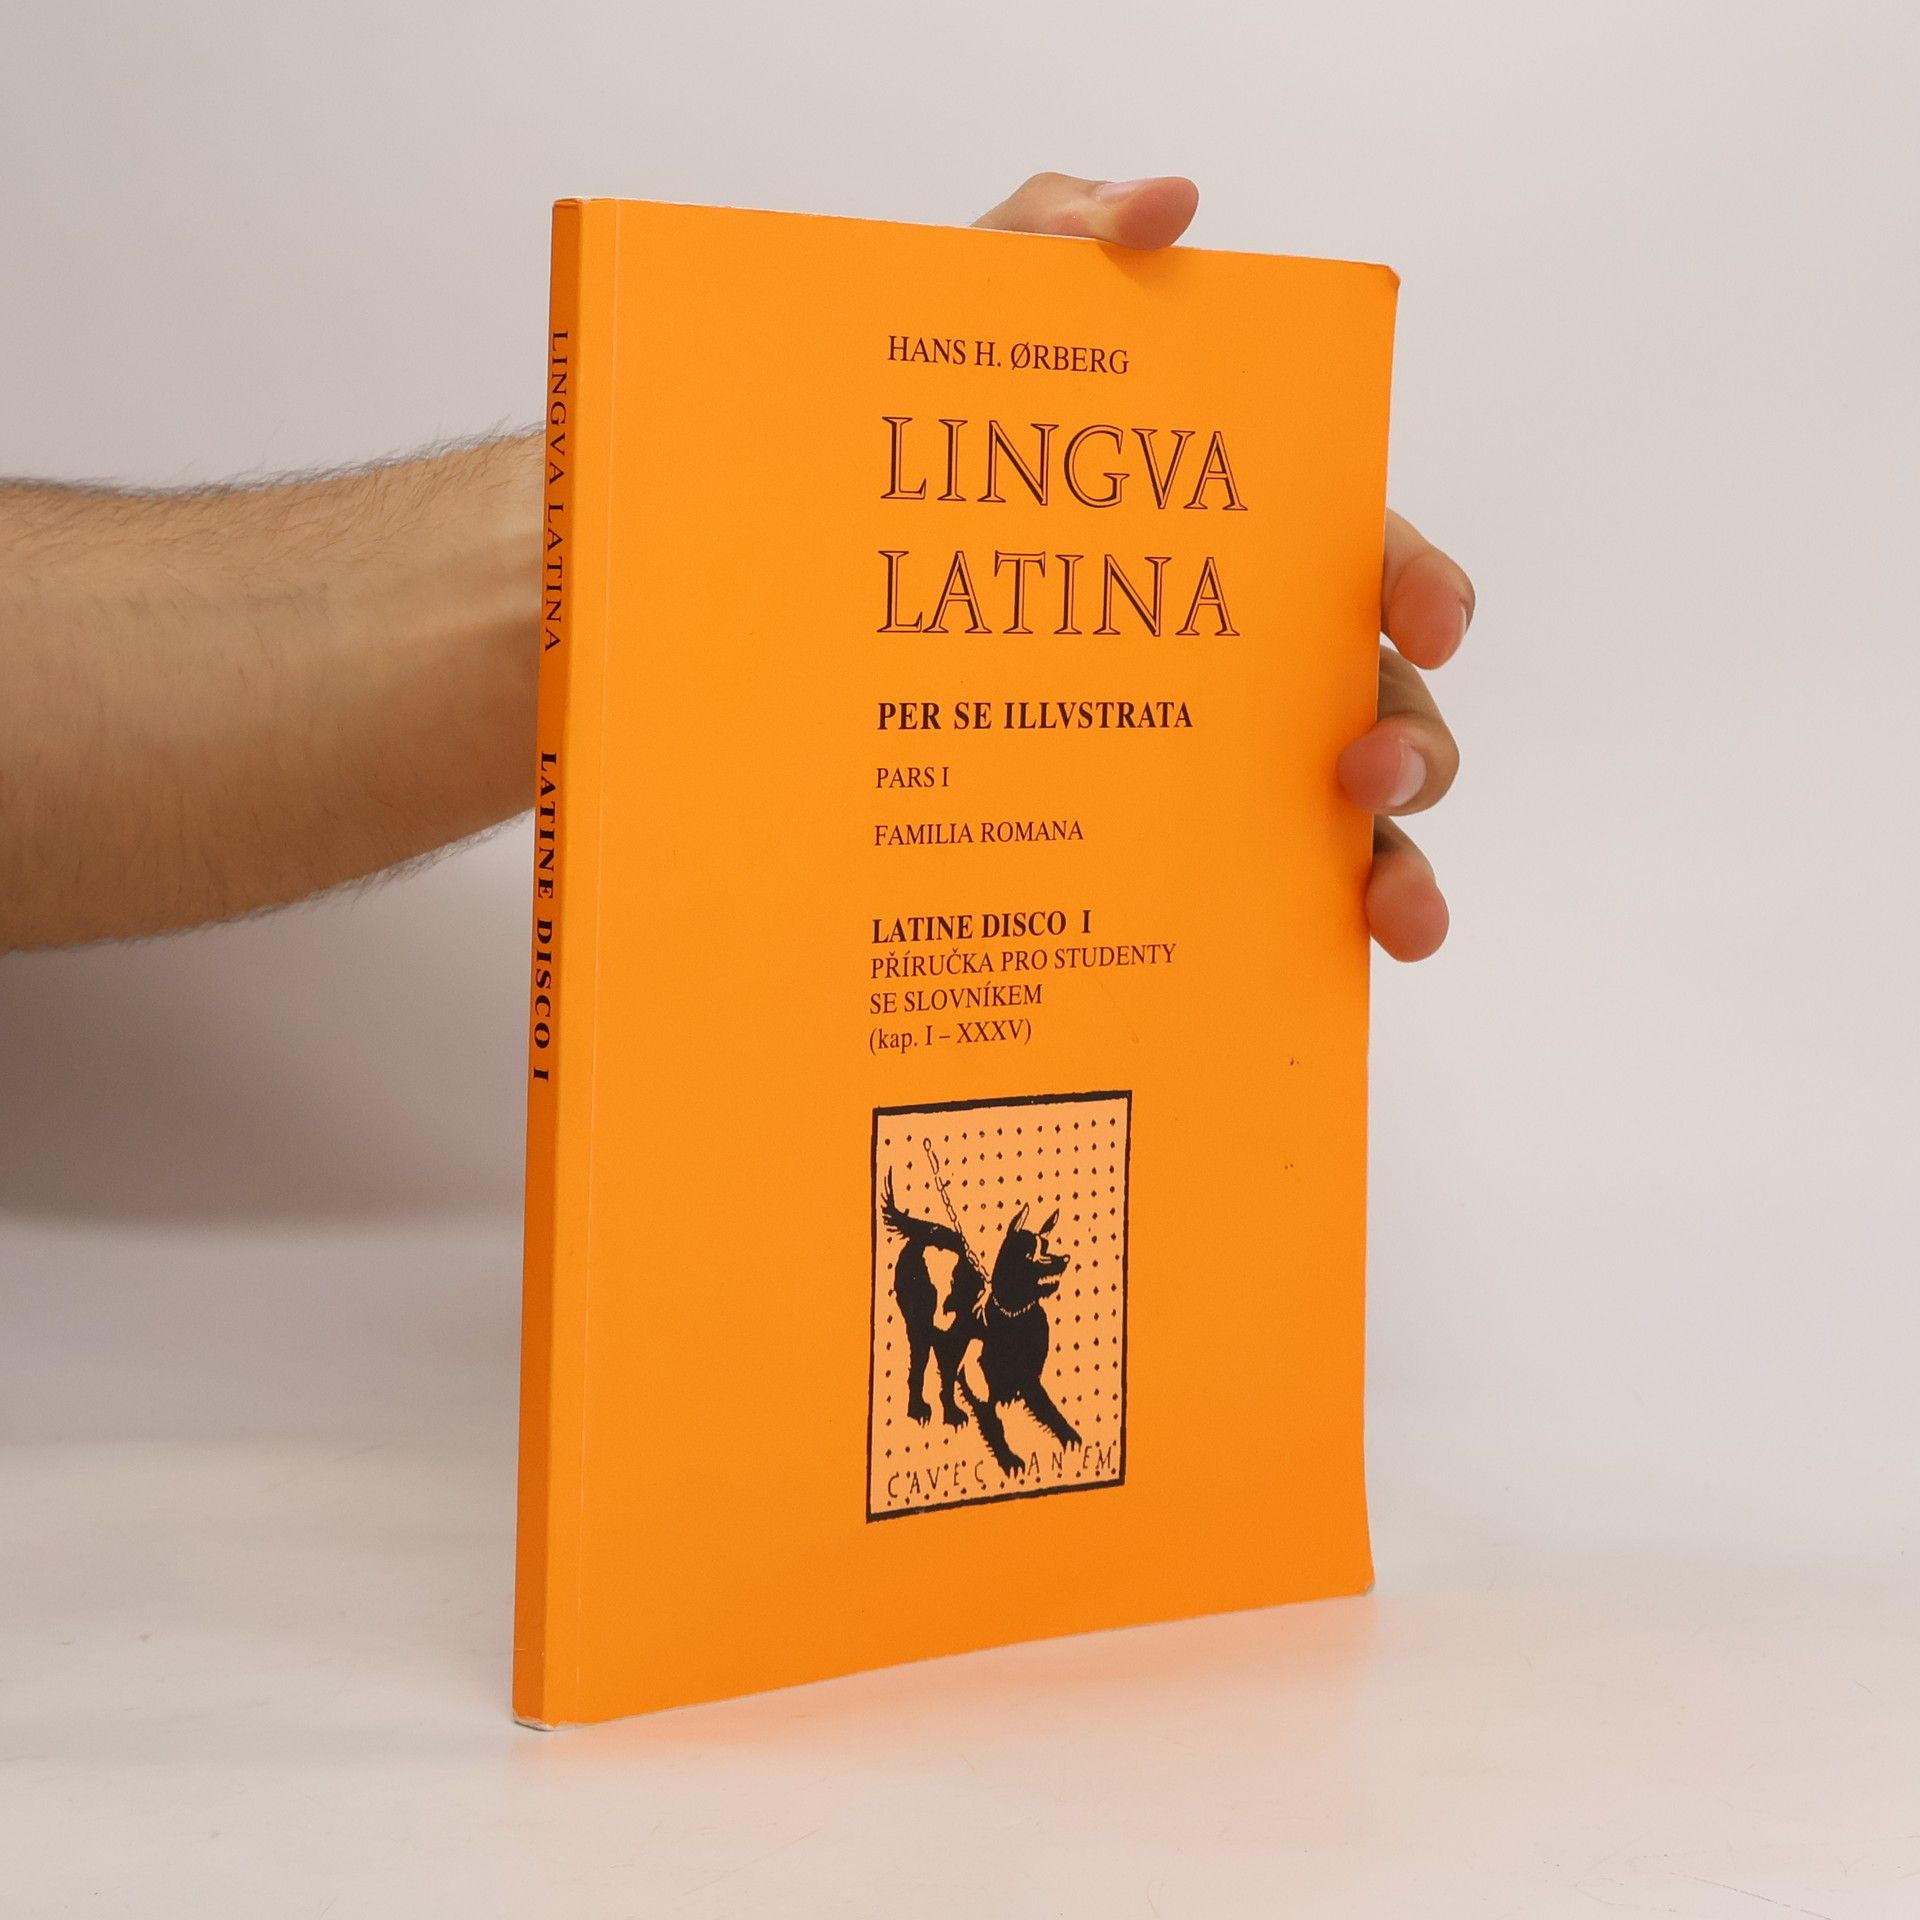 LINGVA LATINA LATINE DISCO I
HANS H. ØRBERG
LINGVA
LATINA
PER SE ILLVSTRATA
PARS I
FAMILIA ROMANA
LATINE DISCO I
PŘÍRUČKA PRO STUDENTY
SE SLOVNÍKEM
(kap. I – XXXV)
CAVE CANEM